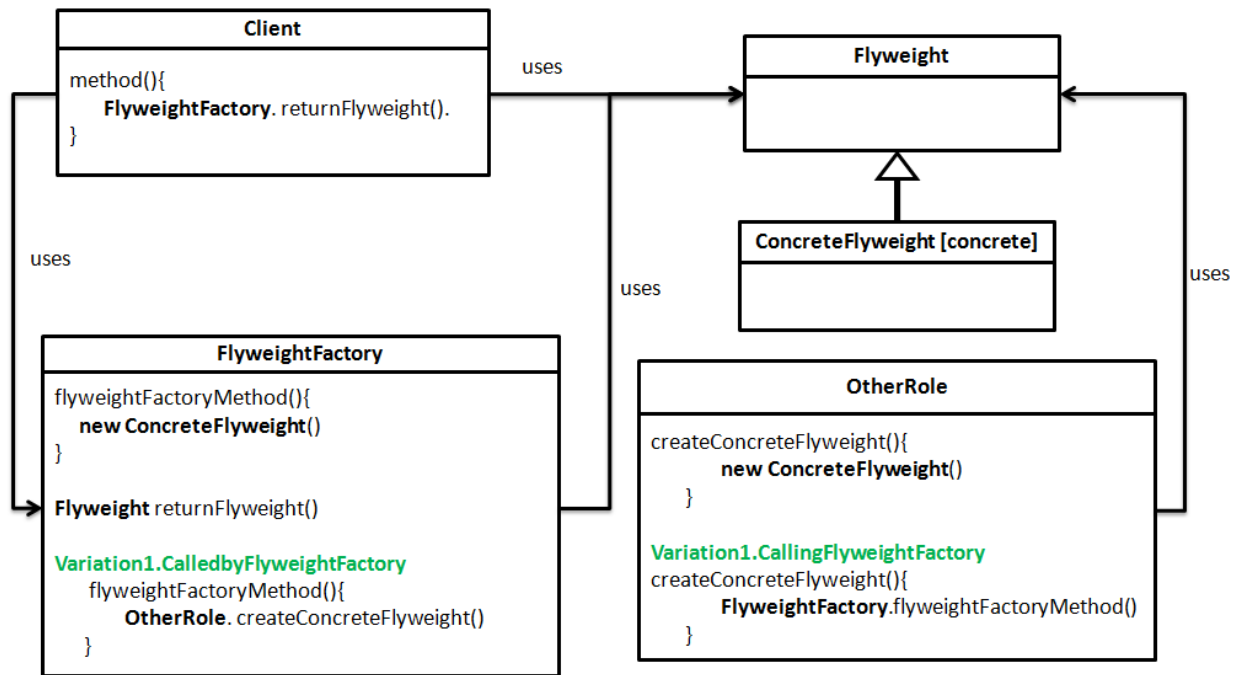 Client
method(){
FlyweightFactory. returnFlyweight().
}
uses
Flyweight
uses
ConcreteFlyweight [concrete]
uses
uses
FlyweightFactory
flyweightFactoryMethod(){
new ConcreteFlyweight()
}
Flyweight returnFlyweight()
Variation1.CalledbyFlyweightFactory
flyweightFactoryMethod(){
OtherRole. createConcreteFlyweight()
}
OtherRole
createConcreteFlyweight(){
new ConcreteFlyweight()
}
Variation1.CallingFlyweightFactory
createConcreteFlyweight(){
FlyweightFactory.flyweightFactoryMethod()
}